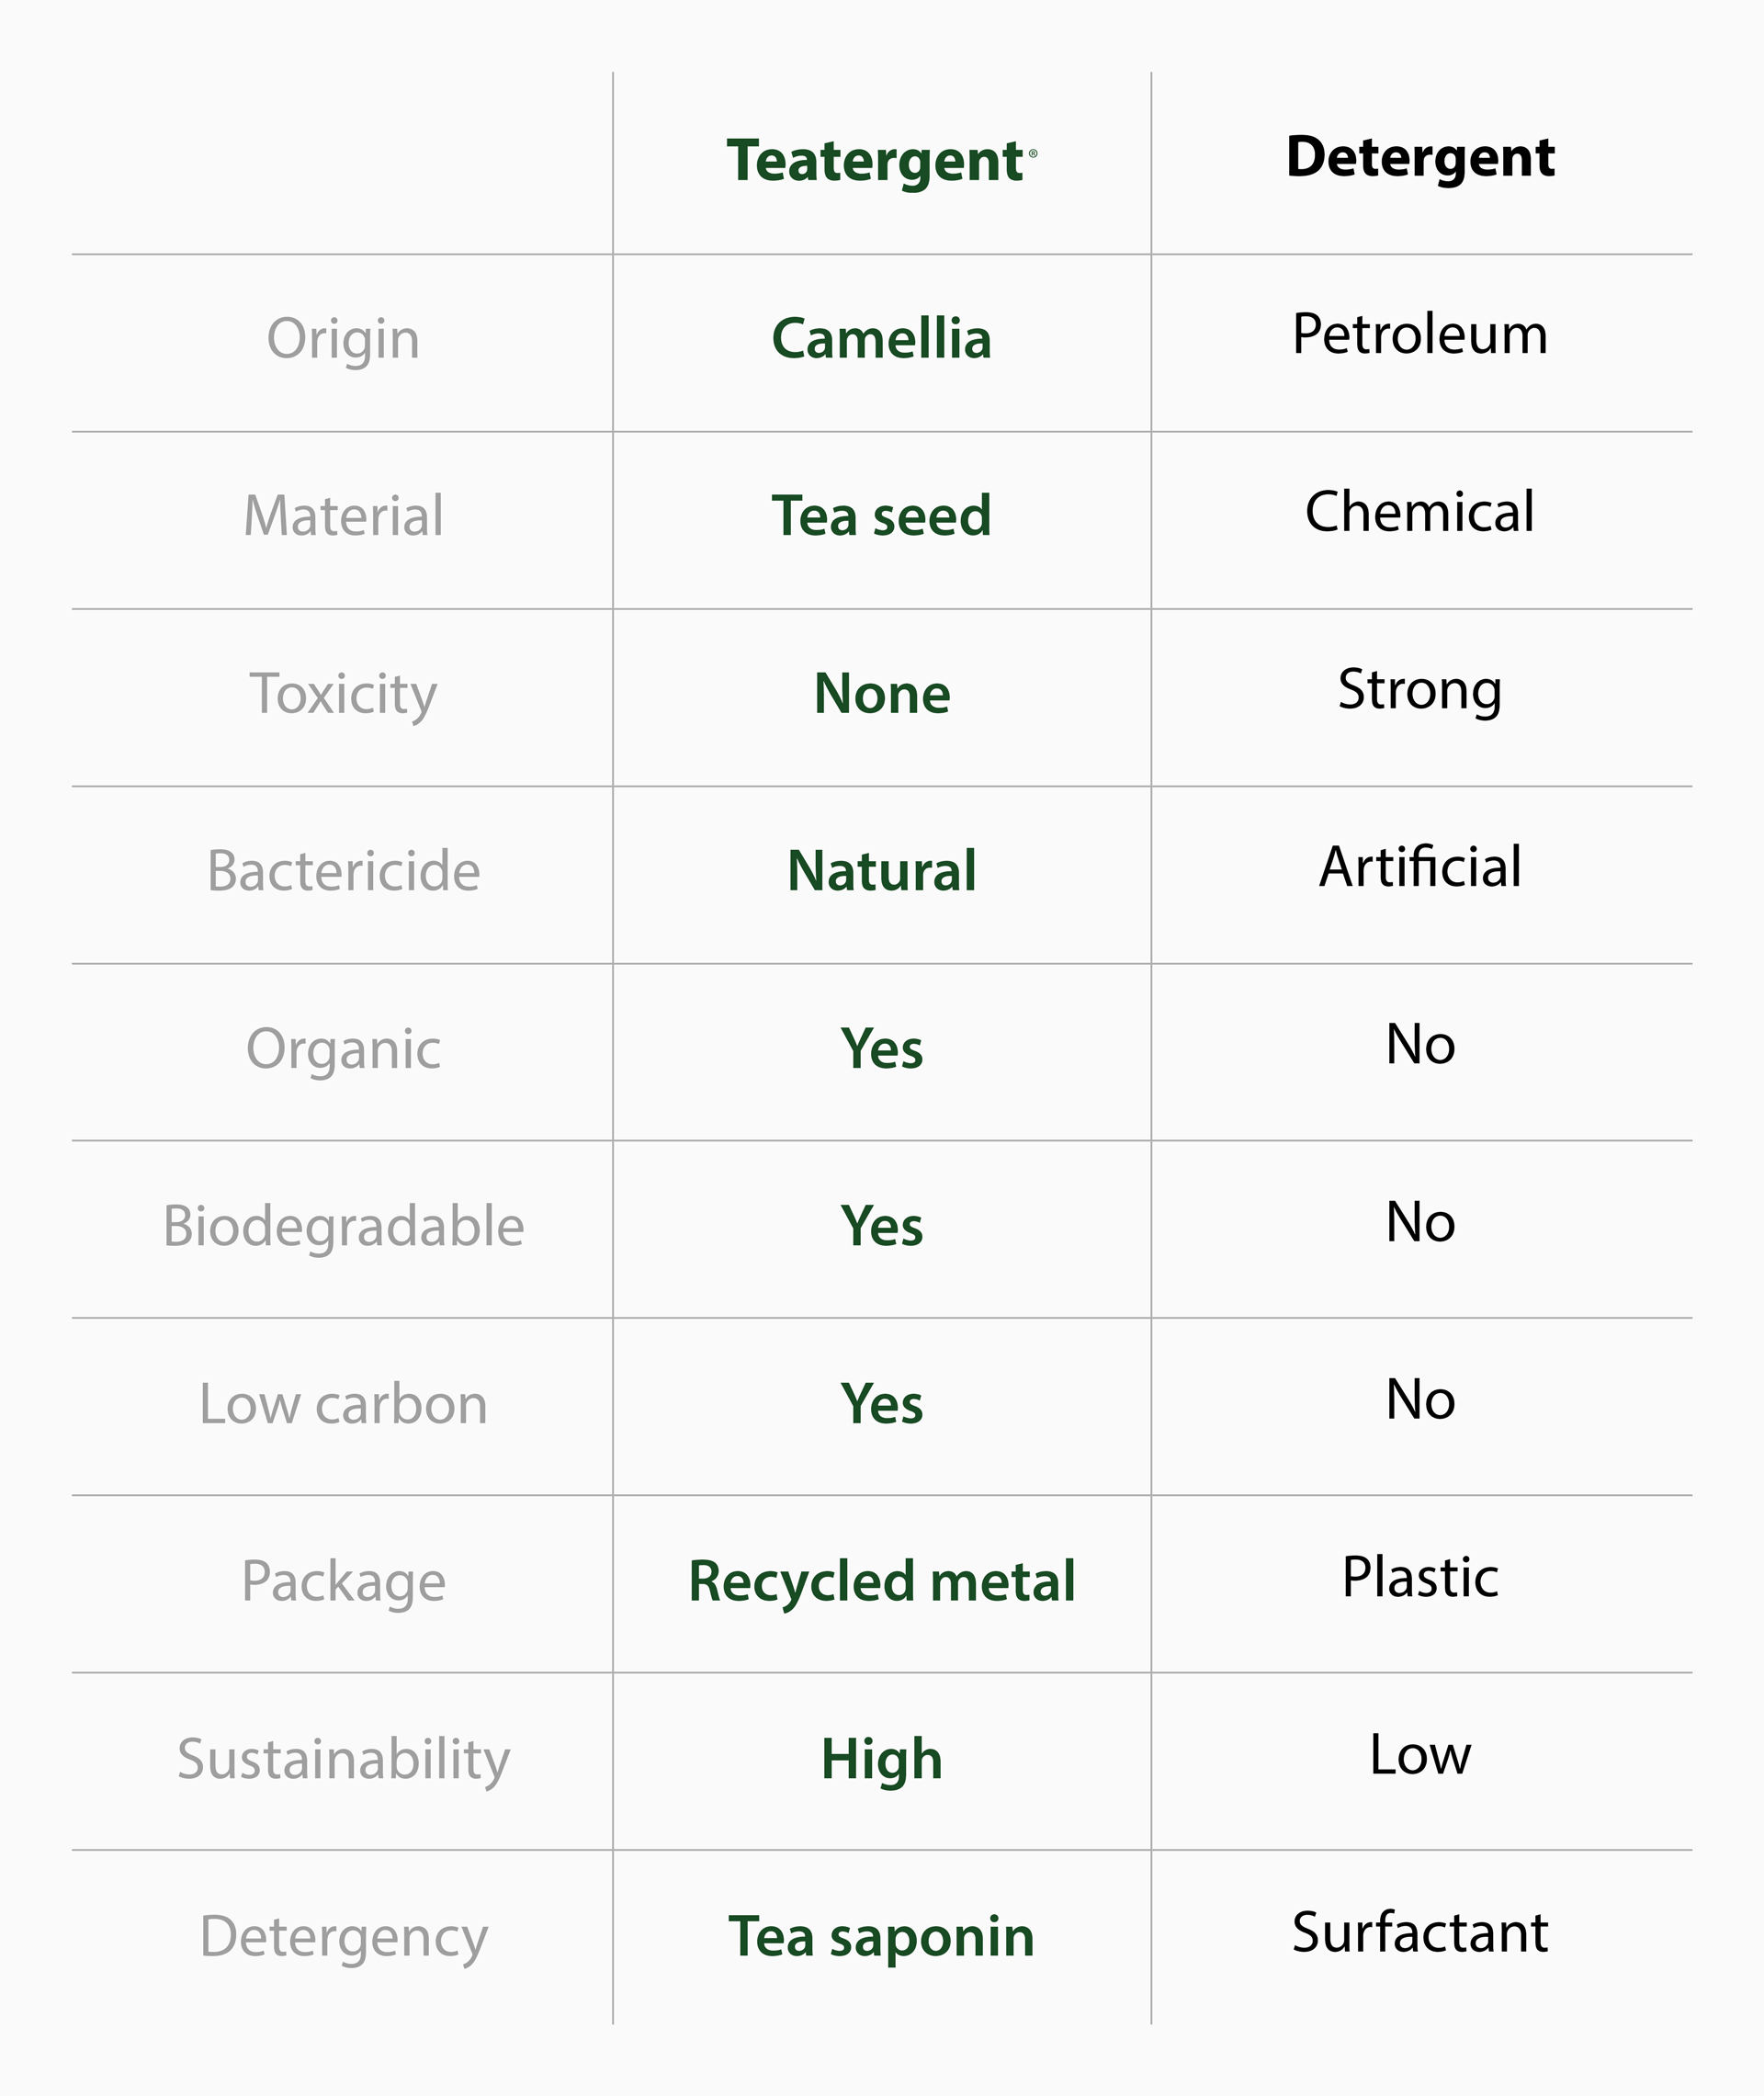 Teatergent® Detergent
Origin Camellia Petroleum
Material Tea seed Chemical
Toxicity None Strong
Bactericide Natural Artificial
Organic Yes No
Biodegradable Yes No
Low carbon Yes No
Package Recycled metal Plastic
Sustainability High Low
Detergency Tea saponin Surfactant